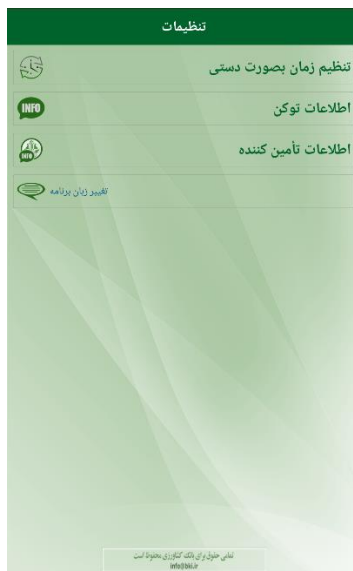 تنظیمات
تنظیم زمان بصورت دستی
اطلاعات توکن
INFO
اطلاعات تأمین کننده
INFO
تغییر زبان برنامه
تمامی حقوق برای بانک کشاورزی محفوظ است
info@bki.ir